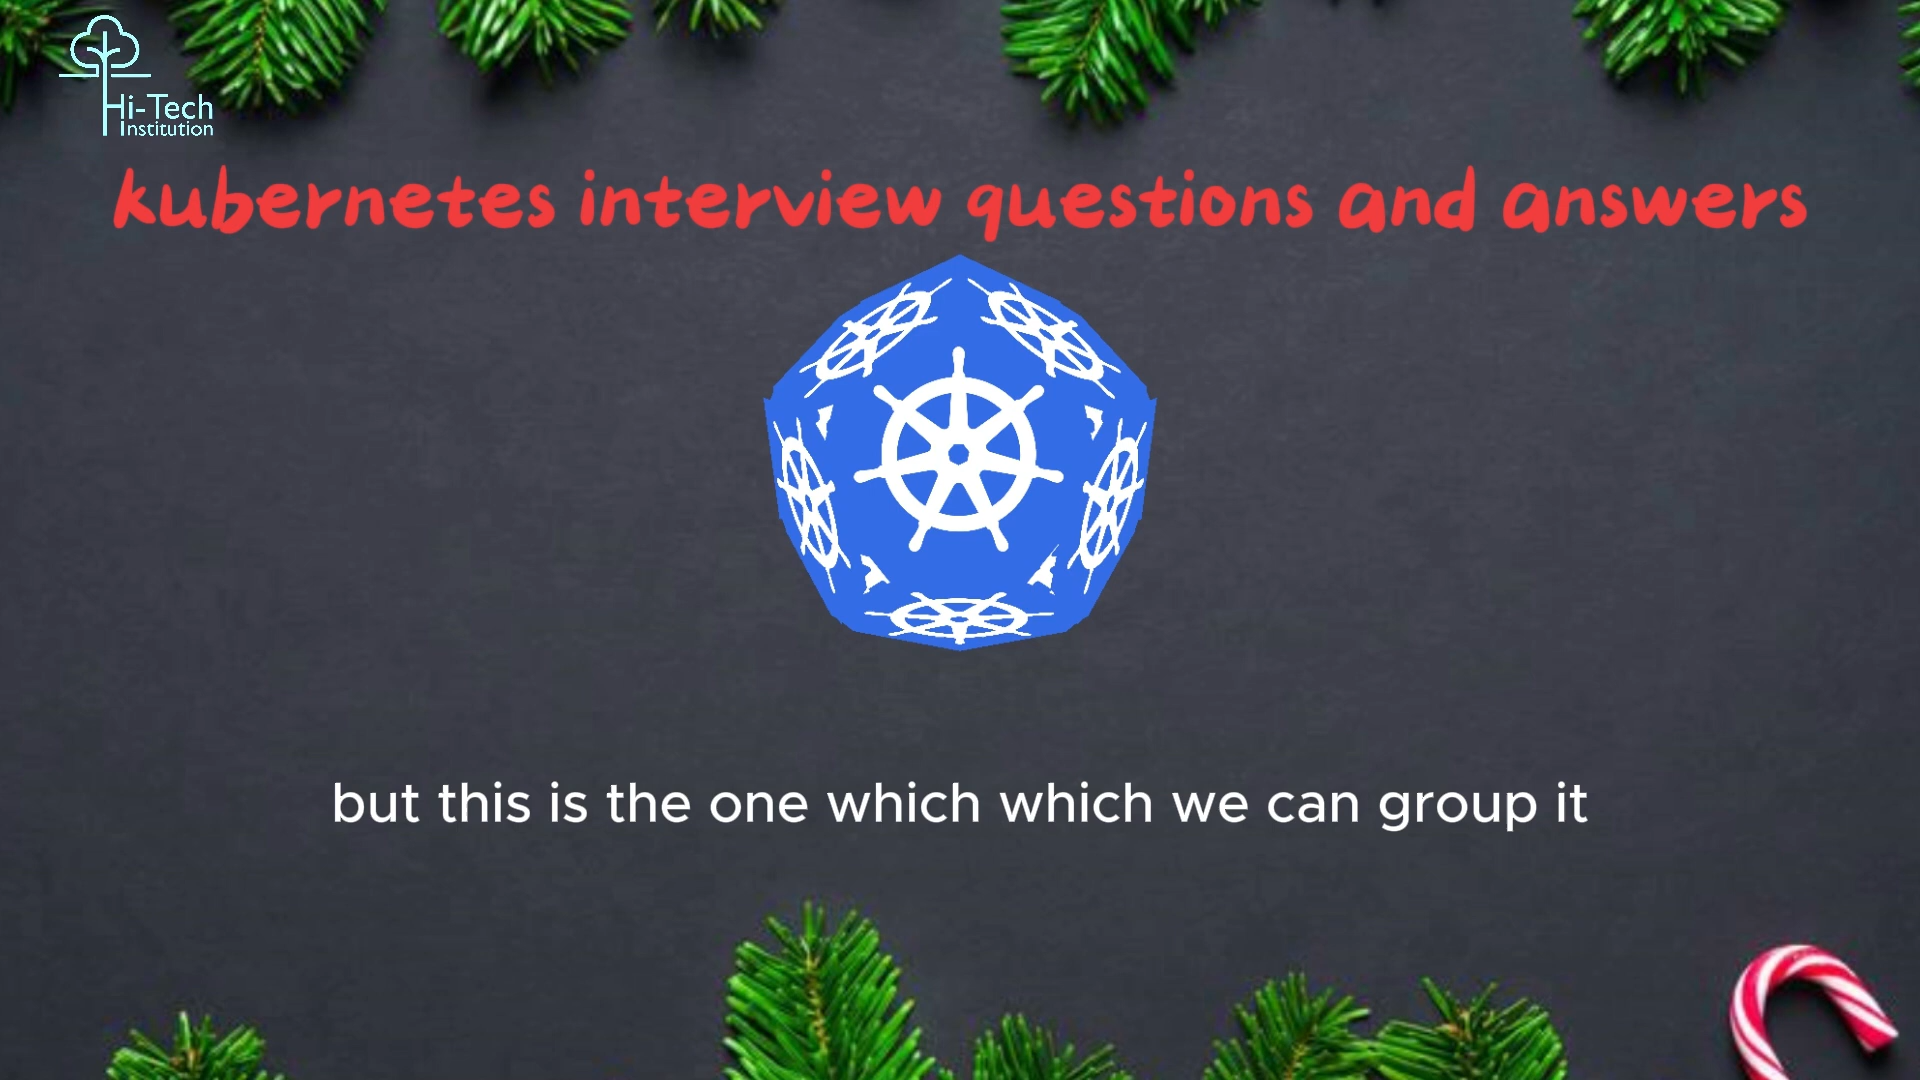 Hi-Tech
Institution
kubernetes interview questions and answers
but this is the one which which we can group it